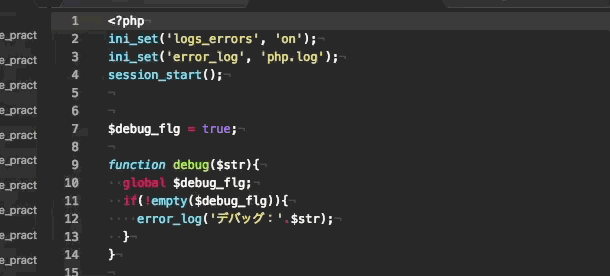 1 <?php
e_pract 2 ini_set('logs_errors', 'on');
e_pract 3 ini_set('error_log', 'php.log');
e_pract 4 session_start();
e_pract 5
6
e_pract 7 $debug_flg = true;
e_pract 8
e_pract 9 function debug($str){
e_pract 10 global $debug_flg;
e_pract 11 if(!empty($debug_flg)){
e_pract 12 error_log('デバッグ：'.$str);
e_pract 13 }
e_pract 14 }
15